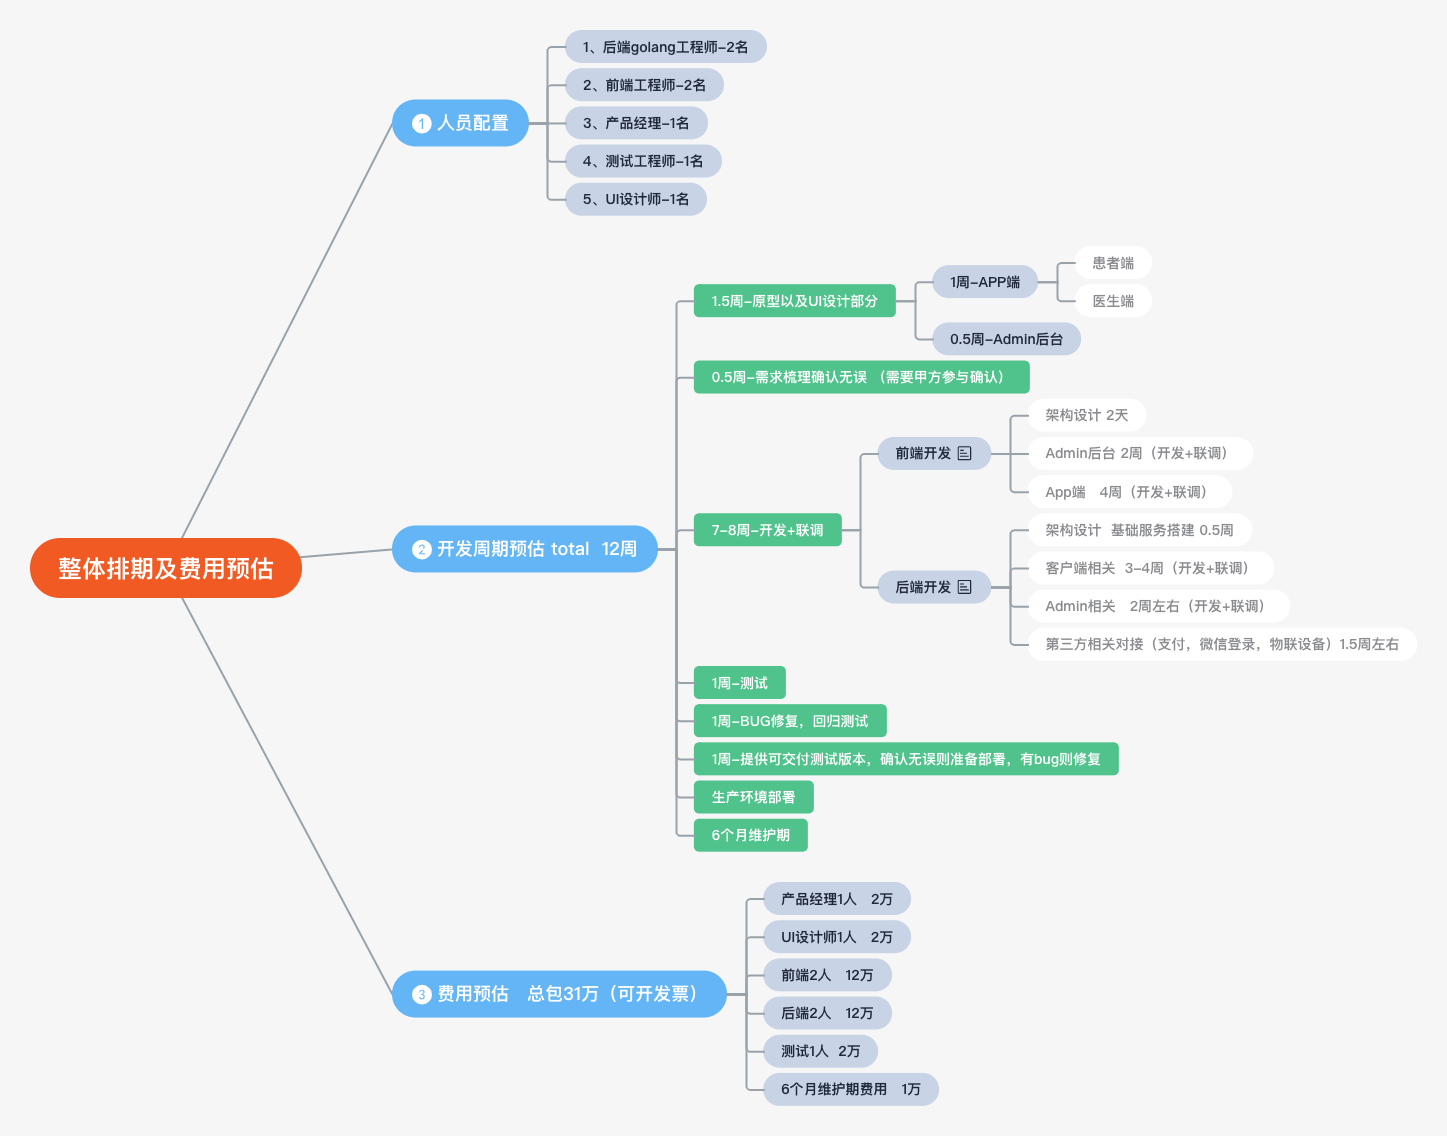 整体排期及费用预估
1 人员配置
1、后端golang工程师-2名
2、前端工程师-2名
3、产品经理-1名
4、测试工程师-1名
5、UI设计师-1名
2 开发周期预估 total  12周
1.5周-原型以及UI设计部分
1周-APP端
患者端
医生端
0.5周-Admin后台
0.5周-需求梳理确认无误 （需要甲方参与确认）
7-8周-开发+联调
前端开发
架构设计 2天
Admin后台 2周（开发+联调）
App端   4周（开发+联调）
后端开发
架构设计  基础服务搭建 0.5周
客户端相关  3-4周（开发+联调）
Admin相关   2周左右（开发+联调）
第三方相关对接（支付，微信登录，物联设备）1.5周左右
1周-测试
1周-BUG修复，回归测试
1周-提供可交付测试版本，确认无误则准备部署，有bug则修复
生产环境部署
6个月维护期
3 费用预估   总包31万（可开发票）
产品经理1人   2万
UI设计师1人   2万
前端2人   12万
后端2人   12万
测试1人  2万
6个月维护期费用   1万